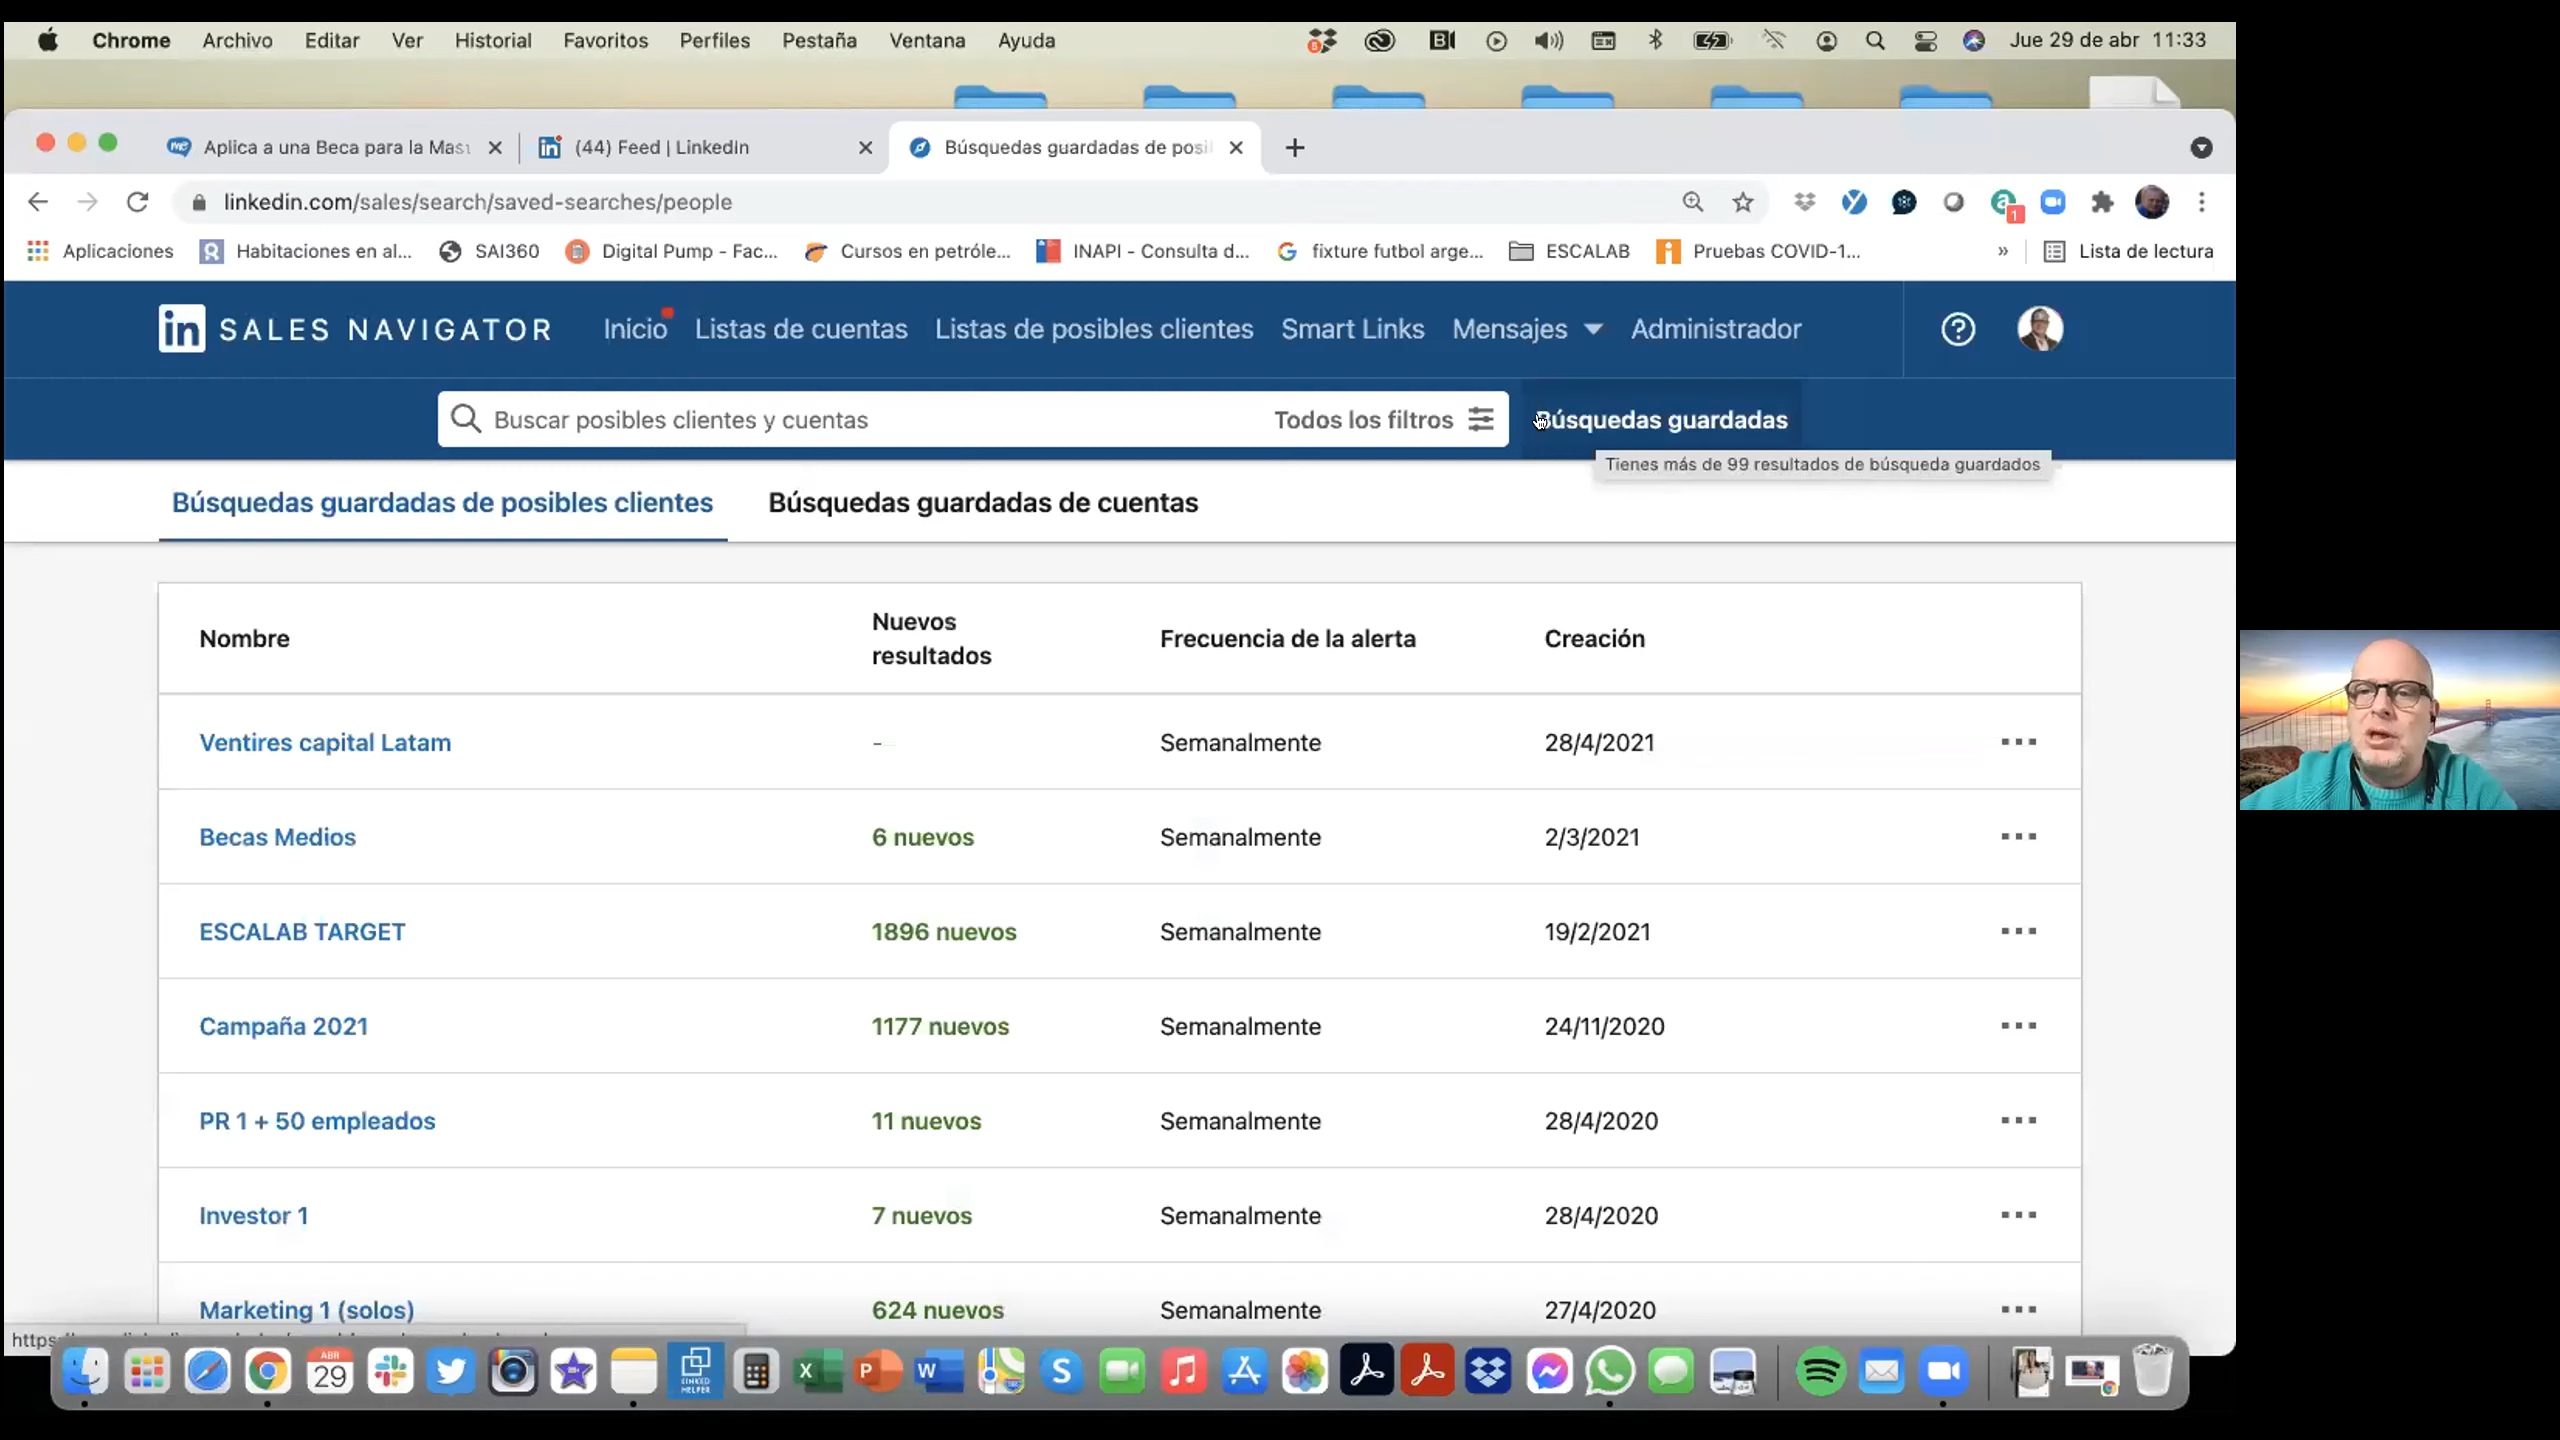 Chrome Archivo Editar Ver Historial Favoritos Perfiles Pestaña Ventana Ayuda Jue 29 de abr 11:33
Aplica a una Beca para la Mast (44) Feed | LinkedIn Búsquedas guardadas de posi
linkedin.com/sales/search/saved-searches/people
1
Aplicaciones Habitaciones en al... SAI360 Digital Pump - Fac... Cursos en petróle... INAPI - Consulta d... fixture futbol arge... ESCALAB Pruebas COVID-1... » Lista de lectura
in SALES NAVIGATOR Inicio Listas de cuentas Listas de posibles clientes Smart Links Mensajes Administrador
Buscar posibles clientes y cuentas Todos los filtros Búsquedas guardadas
Tienes más de 99 resultados de búsqueda guardados
Búsquedas guardadas de posibles clientes Búsquedas guardadas de cuentas
Nombre Nuevos resultados Frecuencia de la alerta Creación
Ventires capital Latam - Semanalmente 28/4/2021
Becas Medios 6 nuevos Semanalmente 2/3/2021
ESCALAB TARGET 1896 nuevos Semanalmente 19/2/2021
Campaña 2021 1177 nuevos Semanalmente 24/11/2020
PR 1 + 50 empleados 11 nuevos Semanalmente 28/4/2020
Investor 1 7 nuevos Semanalmente 28/4/2020
Marketing 1 (solos) 624 nuevos Semanalmente 27/4/2020
https
ABR
29
LINKED
HELPER